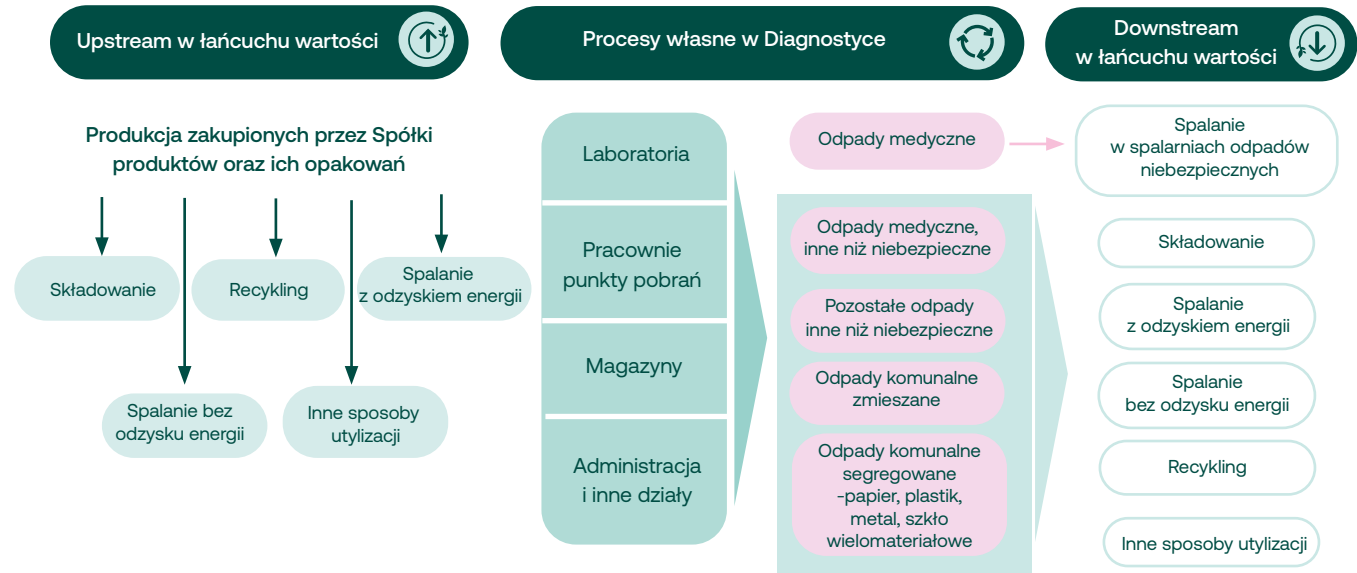 Upstream w łańcuchu wartości
Produkcja zakupionych przez Spółki
produktów oraz ich opakowań
Składowanie
Recykling
Spalanie
z odzyskiem energii
Spalanie bez
odzysku energii
Inne sposoby
utylizacji
Procesy własne w Diagnostyce
Laboratoria
Pracownie
punkty pobrań
Magazyny
Administracja
i inne działy
Odpady medyczne
Odpady medyczne,
inne niż niebezpieczne
Pozostałe odpady
inne niż niebezpieczne
Odpady komunalne
zmieszane
Odpady komunalne
segregowane
-papier, plastik,
metal, szkło
wielomateriałowe
Downstream
w łańcuchu wartości
Spalanie
w spalarniach odpadów
niebezpiecznych
Składowanie
Spalanie
z odzyskiem energii
Spalanie
bez odzysku energii
Recykling
Inne sposoby utylizacji